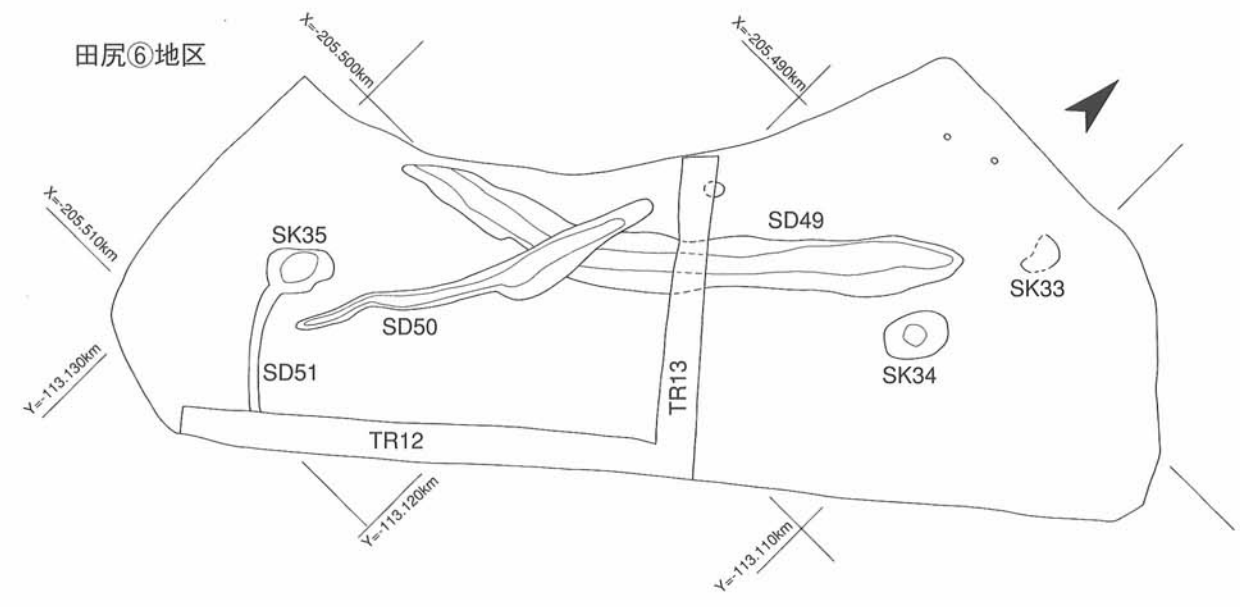 田尻⑥地区
X=-205.500km
X=-205.490km
X=-205.510km
SK35
SD49
SK33
SD50
SD51
SK34
TR13
Y=-113.130km
TR12
Y=-113.120km
Y=-113.110km